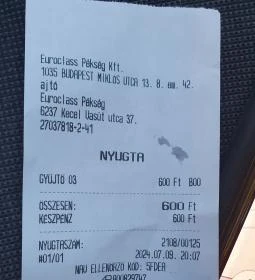 Euroclass Pékség Kft.
1035 BUDAPEST MIKLÓS UTCA 13. 8. em. 42.
ajtó
Euroclass Pékség
6237 Kecel Vasút utca 37.
27037818-2-41
NYUGTA
GYŰJTŐ 03 600 Ft B00
ÖSSZESEN: 600 Ft
KÉSZPÉNZ 600 Ft
NYUGTASZÁM: 2108/00125
#01/01 2024.07.09. 20:07
NAV ELLENŐRZŐ KÓD: 5FDER